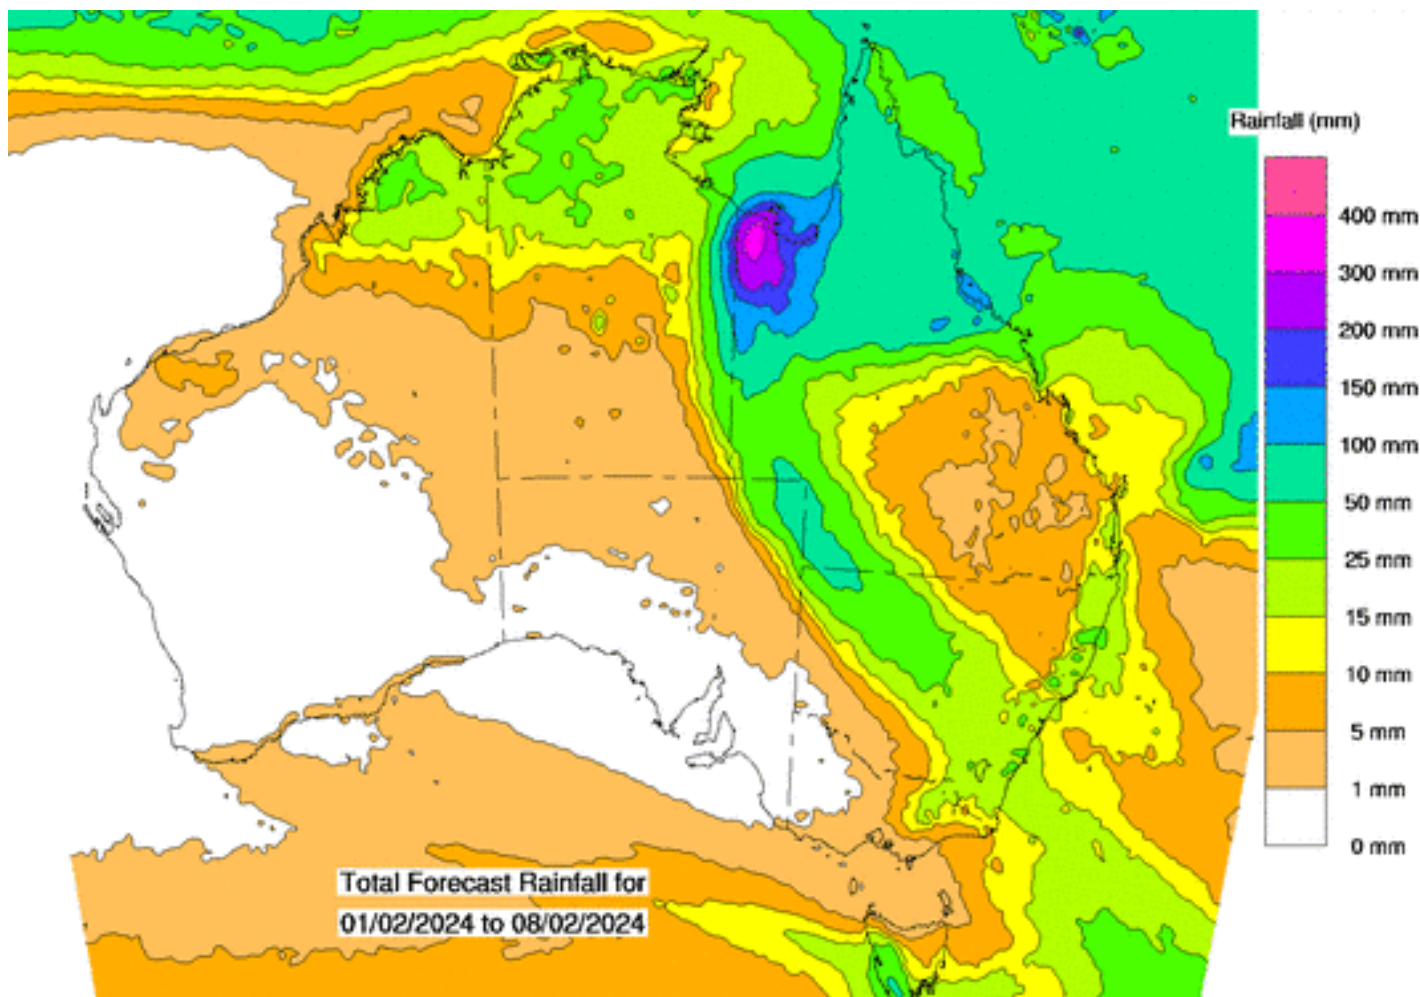 Rainfall (mm)
400 mm
300 mm
200 mm
150 mm
100 mm
50 mm
25 mm
15 mm
10 mm
5 mm
1 mm
0 mm
Total Forecast Rainfall for
01/02/2024 to 08/02/2024